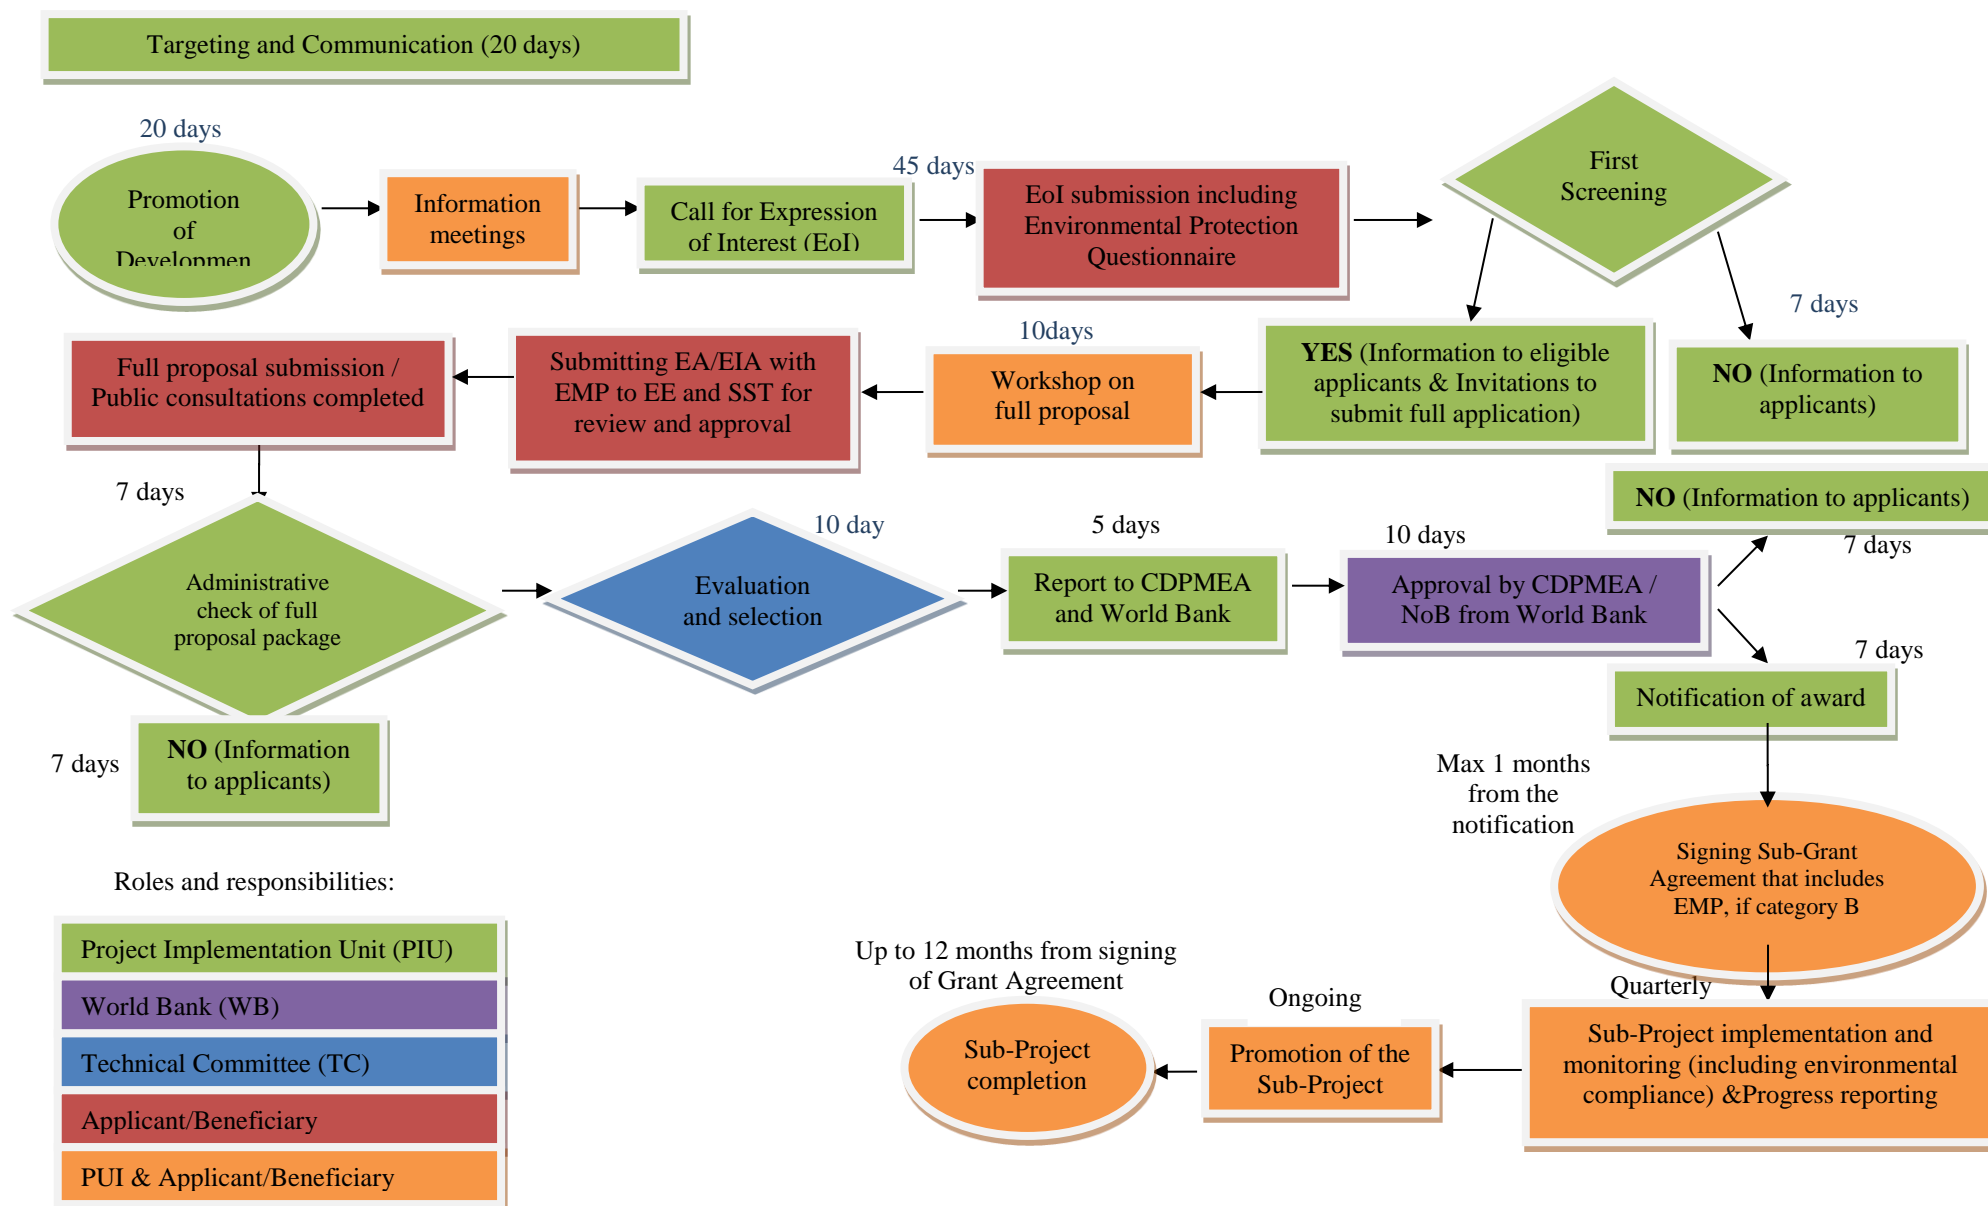 Targeting and Communication (20 days)
20 days
Promotion
of
Developmen
Information
meetings
Call for Expression
of Interest (EoI)
45 days
EoI submission including
Environmental Protection
Questionnaire
First
Screening
7 days
NO (Information to
applicants)
YES (Information to eligible
applicants & Invitations to
submit full application)
10days
Workshop on
full proposal
Submitting EA/EIA with
EMP to EE and SST for
review and approval
Full proposal submission /
Public consultations completed
7 days
Administrative
check of full
proposal package
7 days
NO (Information
to applicants)
10 day
Evaluation
and selection
5 days
Report to CDPMEA
and World Bank
10 days
Approval by CDPMEA /
NoB from World Bank
NO (Information to applicants)
7 days
7 days
Notification of award
Max 1 months
from the
notification
Signing Sub-Grant
Agreement that includes
EMP, if category B
Quarterly
Sub-Project implementation and
monitoring (including environmental
compliance) &Progress reporting
Ongoing
Promotion of the
Sub-Project
Up to 12 months from signing
of Grant Agreement
Sub-Project
completion
Roles and responsibilities:
Project Implementation Unit (PIU)
World Bank (WB)
Technical Committee (TC)
Applicant/Beneficiary
PUI & Applicant/Beneficiary